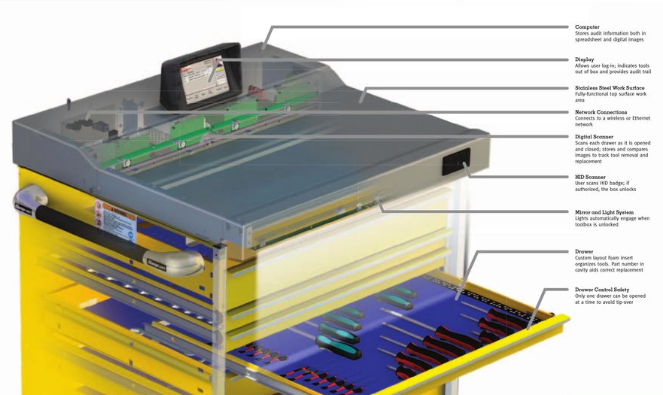 Computer
Stores audit information both in
spreadsheet and digital images
Display
Allows user log in; indicates tools
out of box and provides audit trail
Stainless Steel Work Surface
Fully-functional top surface work
area
Network Connections
Connects to a wireless or Ethernet
network
Digital Scanner
Scans each drawer as it is opened
and closed; stores and compares
images to track tool removal and
replacement
HID Scanner
User scans HID badge; if
authorized, the box unlocks
Mirror and Light System
Lights automatically engage when
toolbox is unlocked
Drawer
Custom layout foam insert
organizes tools. Part number in
cavity aids correct replacement
Drawer Control Safety
Only one drawer can be opened
at a time to avoid tip over